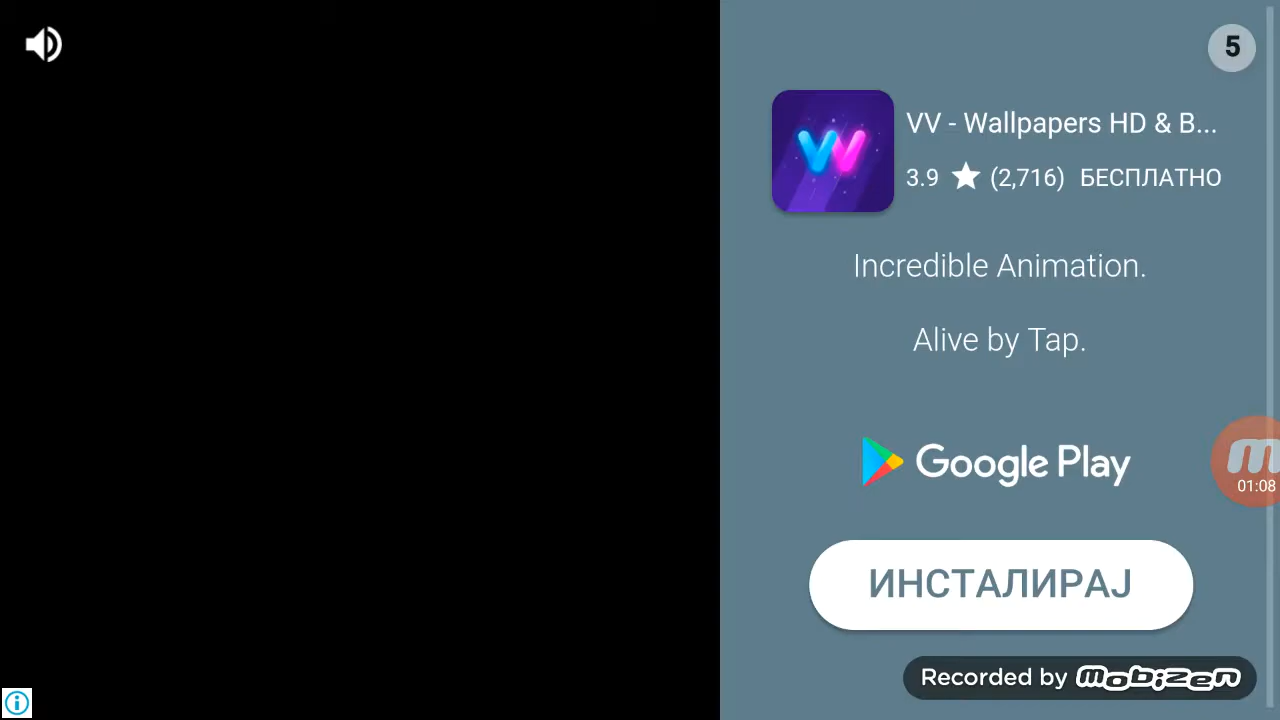 5
VV - Wallpapers HD & B...
3.9 ★ (2,716) БЕСПЛАТНО
Incredible Animation.
Alive by Tap.
Google Play
01:08
ИНСТАЛИРАЈ
Recorded by mobizen